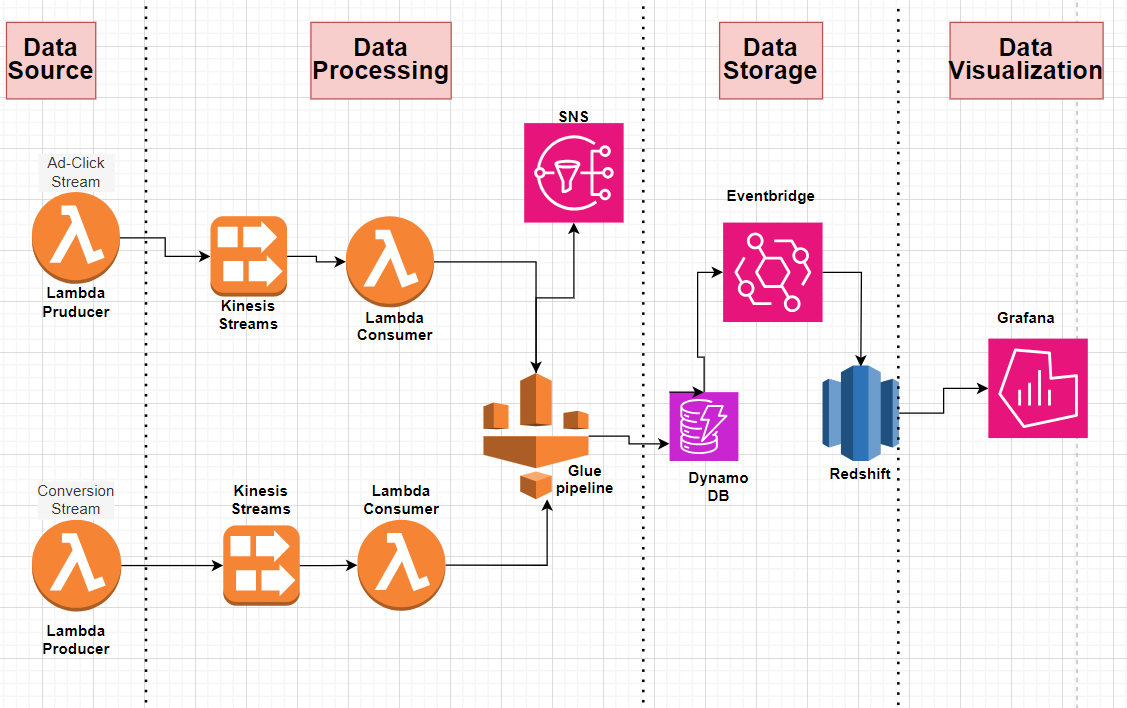 Data
Source
Data
Processing
Data
Storage
Data
Visualization
SNS
Ad-Click
Stream
Lambda
Pruducer
Kinesis
Streams
Lambda
Consumer
Eventbridge
Grafana
Glue
pipeline
Dynamo
DB
Redshift
Conversion
Stream
Lambda
Producer
Kinesis
Streams
Lambda
Consumer